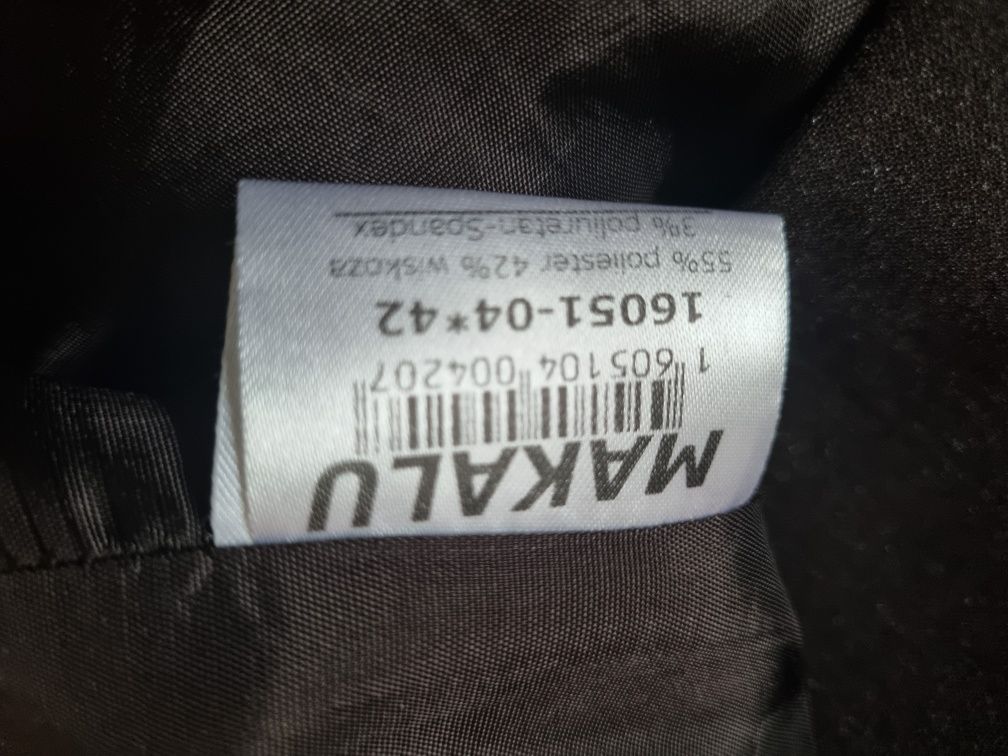 MAKALU
1 605104 004207
16051-04*42
55% poliester 42% wiskoza
3% poliuretan-Spandex